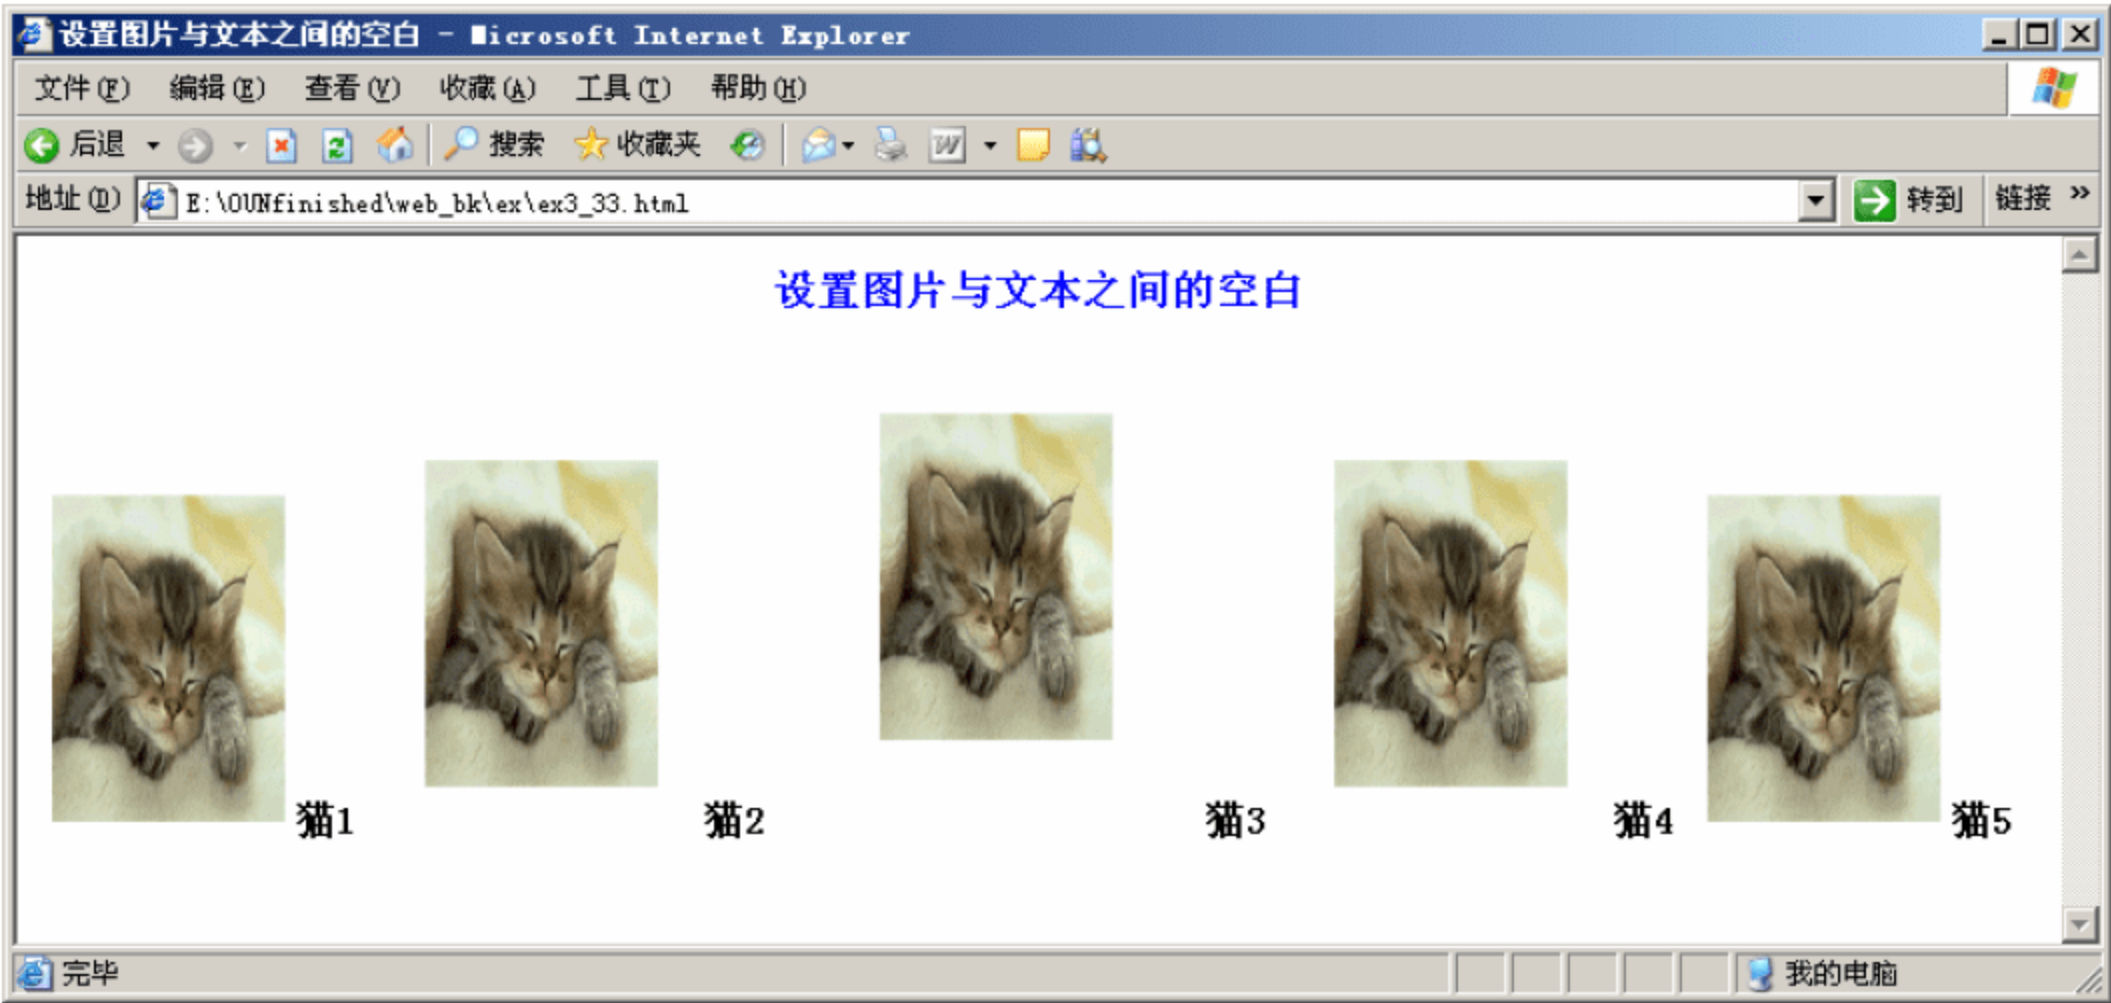 设置图片与文本之间的空白 - Microsoft Internet Explorer
文件(F) 编辑(E) 查看(V) 收藏(A) 工具(T) 帮助(H)
后退 搜索 收藏夹 W
地址(D) E:\OUNfinished\web_bk\ex\ex3_33.html 转到 链接 »
设置图片与文本之间的空白
猫1 猫2 猫3 猫4 猫5
完毕 我的电脑